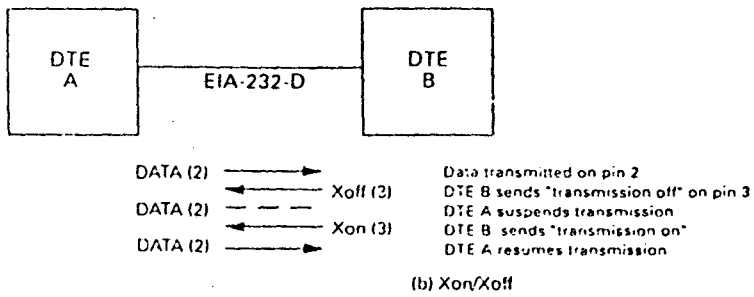 DTE
A
DTE
B
EIA-232-D
DATA (2) Data transmitted on pin 2
Xoff (3) DTE B sends "transmission off" on pin 3
DATA (2) DTE A suspends transmission
Xon (3) DTE B sends "transmission on"
DATA (2) DTE A resumes transmission
(b) Xon/Xoff